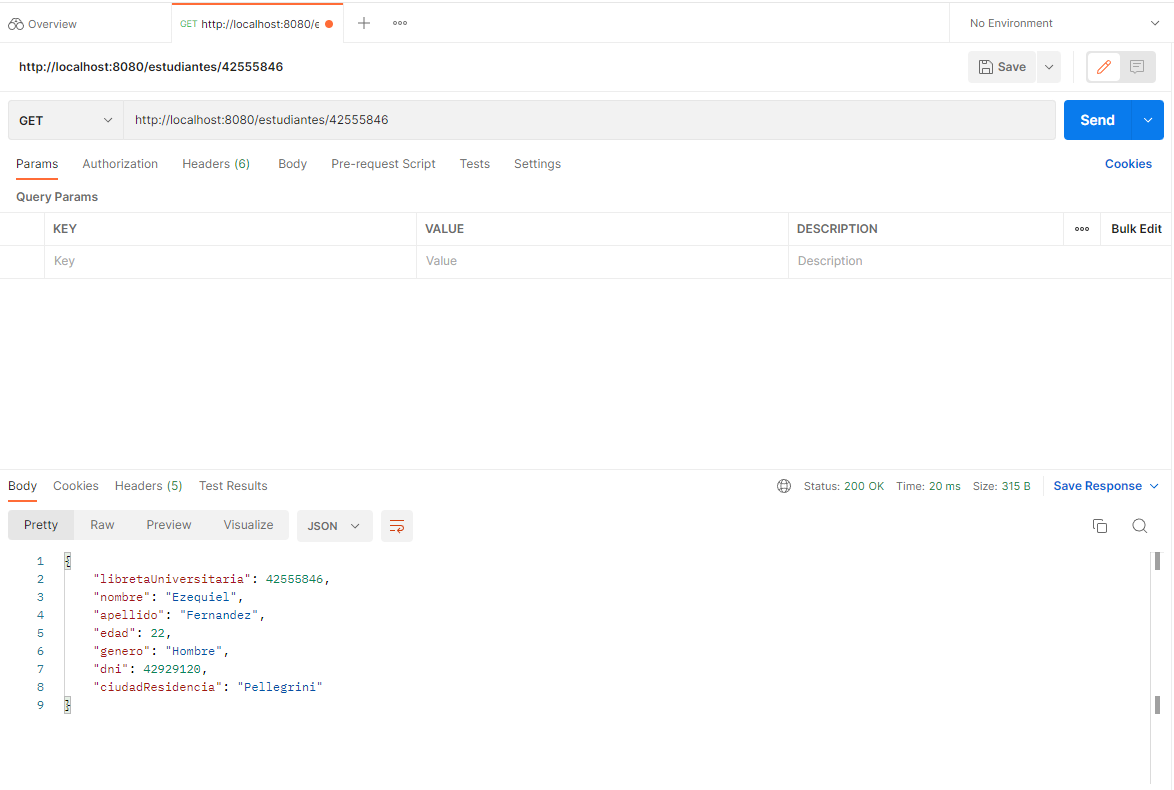 Overview
GET http://localhost:8080/e
No Environment
http://localhost:8080/estudiantes/42555846
Save
GET
http://localhost:8080/estudiantes/42555846
Send
Params Authorization Headers (6) Body Pre-request Script Tests Settings Cookies
Query Params
KEY VALUE DESCRIPTION Bulk Edit
Key Value Description
Body Cookies Headers (5) Test Results Status: 200 OK Time: 20 ms Size: 315 B Save Response
Pretty Raw Preview Visualize JSON
1 {
2 "libretaUniversitaria": 42555846,
3 "nombre": "Ezequiel",
4 "apellido": "Fernandez",
5 "edad": 22,
6 "genero": "Hombre",
7 "dni": 42929120,
8 "ciudadResidencia": "Pellegrini"
9 }